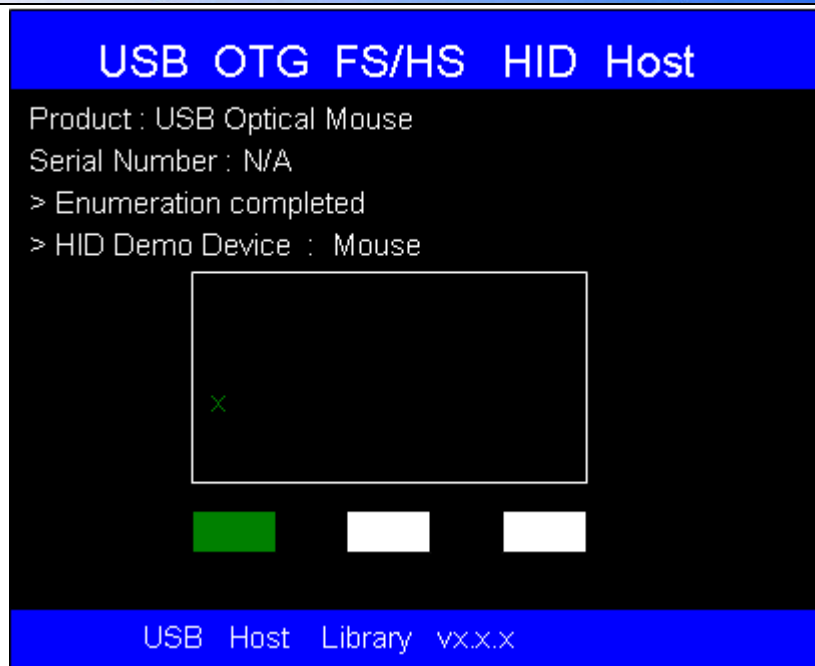 USB OTG FS/HS HID Host
Product : USB Optical Mouse
Serial Number : N/A
> Enumeration completed
> HID Demo Device : Mouse
x
USB Host Library vx.x.x